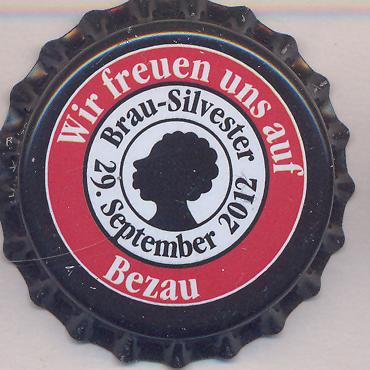 Wir freuen uns auf
Brau-Silvester
29. September 2012
Bezau